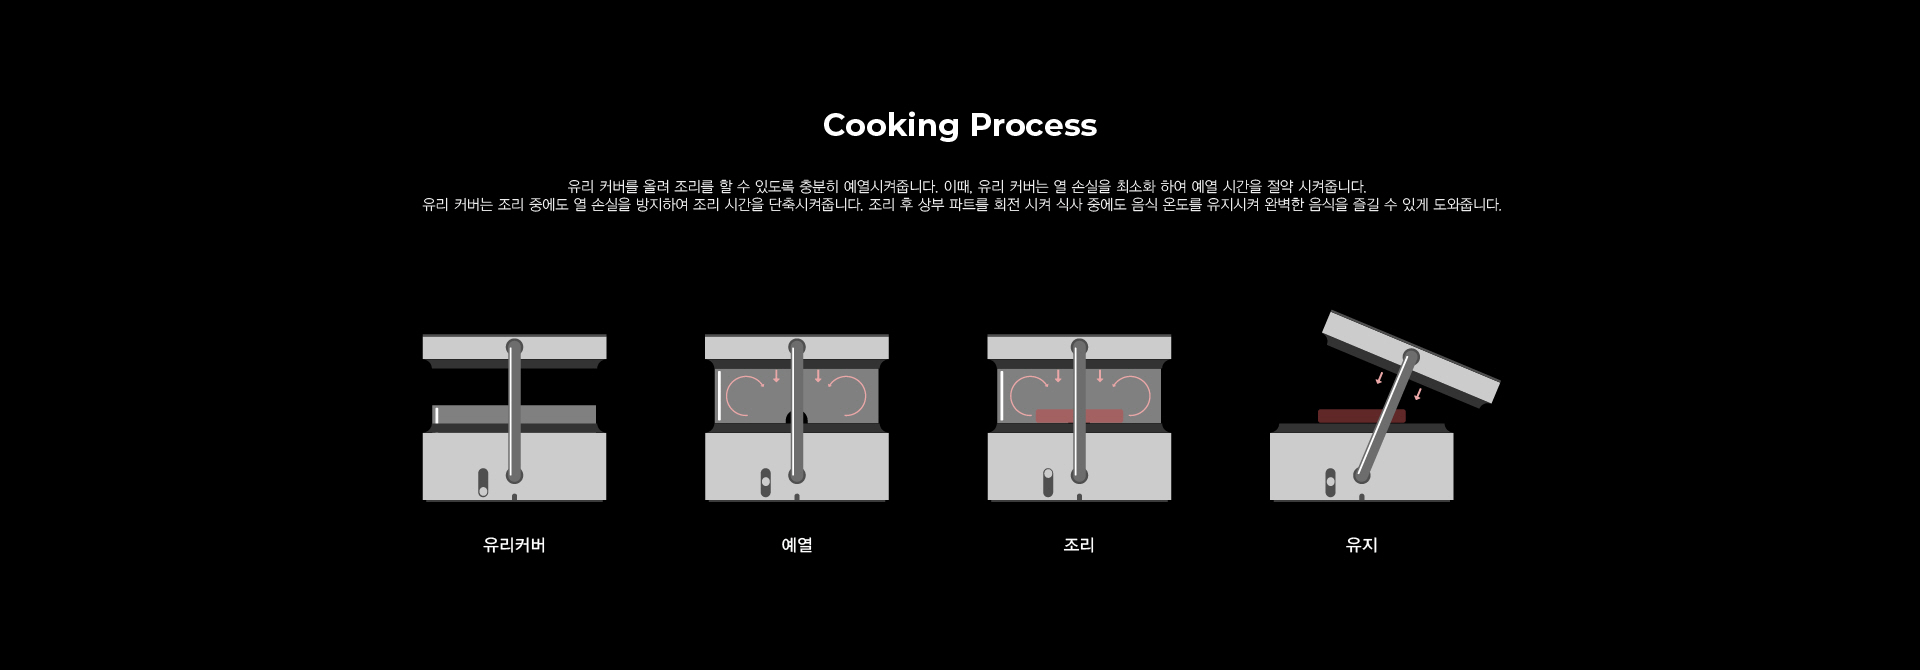 Cooking Process
유리 커버를 올려 조리를 할 수 있도록 충분히 예열시켜줍니다. 이때, 유리 커버는 열 손실을 최소화 하여 예열 시간을 절약 시켜줍니다.
유리 커버는 조리 중에도 열 손실을 방지하여 조리 시간을 단축시켜줍니다. 조리 후 상부 파트를 회전 시켜 식사 중에도 음식 온도를 유지시켜 완벽한 음식을 즐길 수 있게 도와줍니다.
유리커버
예열
조리
유지